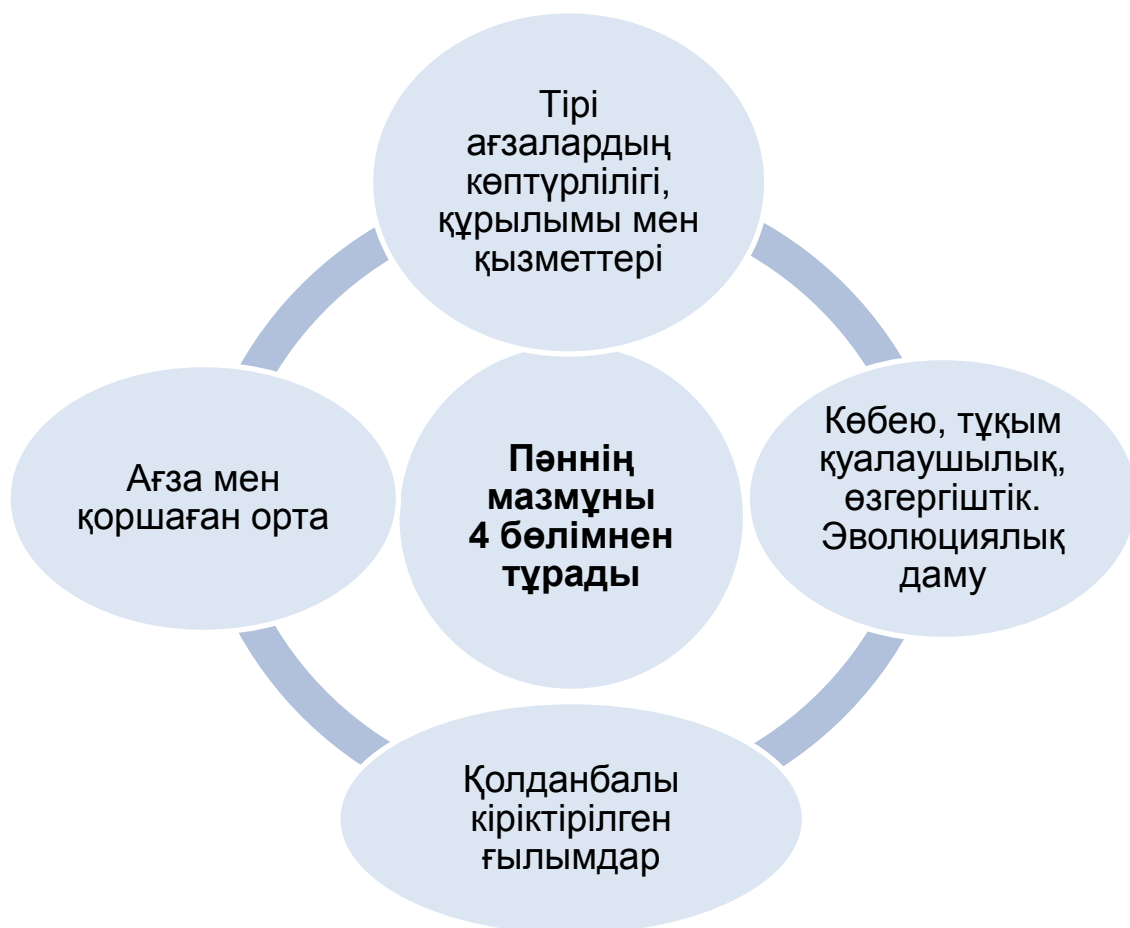 Тірі
ағзалардың
көптүрлілігі,
құрылымы мен
қызметтері
Ағза мен
қоршаған орта
Пәннің
мазмұны
4 бөлімнен
тұрады
Көбею, тұқым
қуалаушылық,
өзгергіштік.
Эволюциялық
даму
Қолданбалы
кіріктірілген
ғылымдар